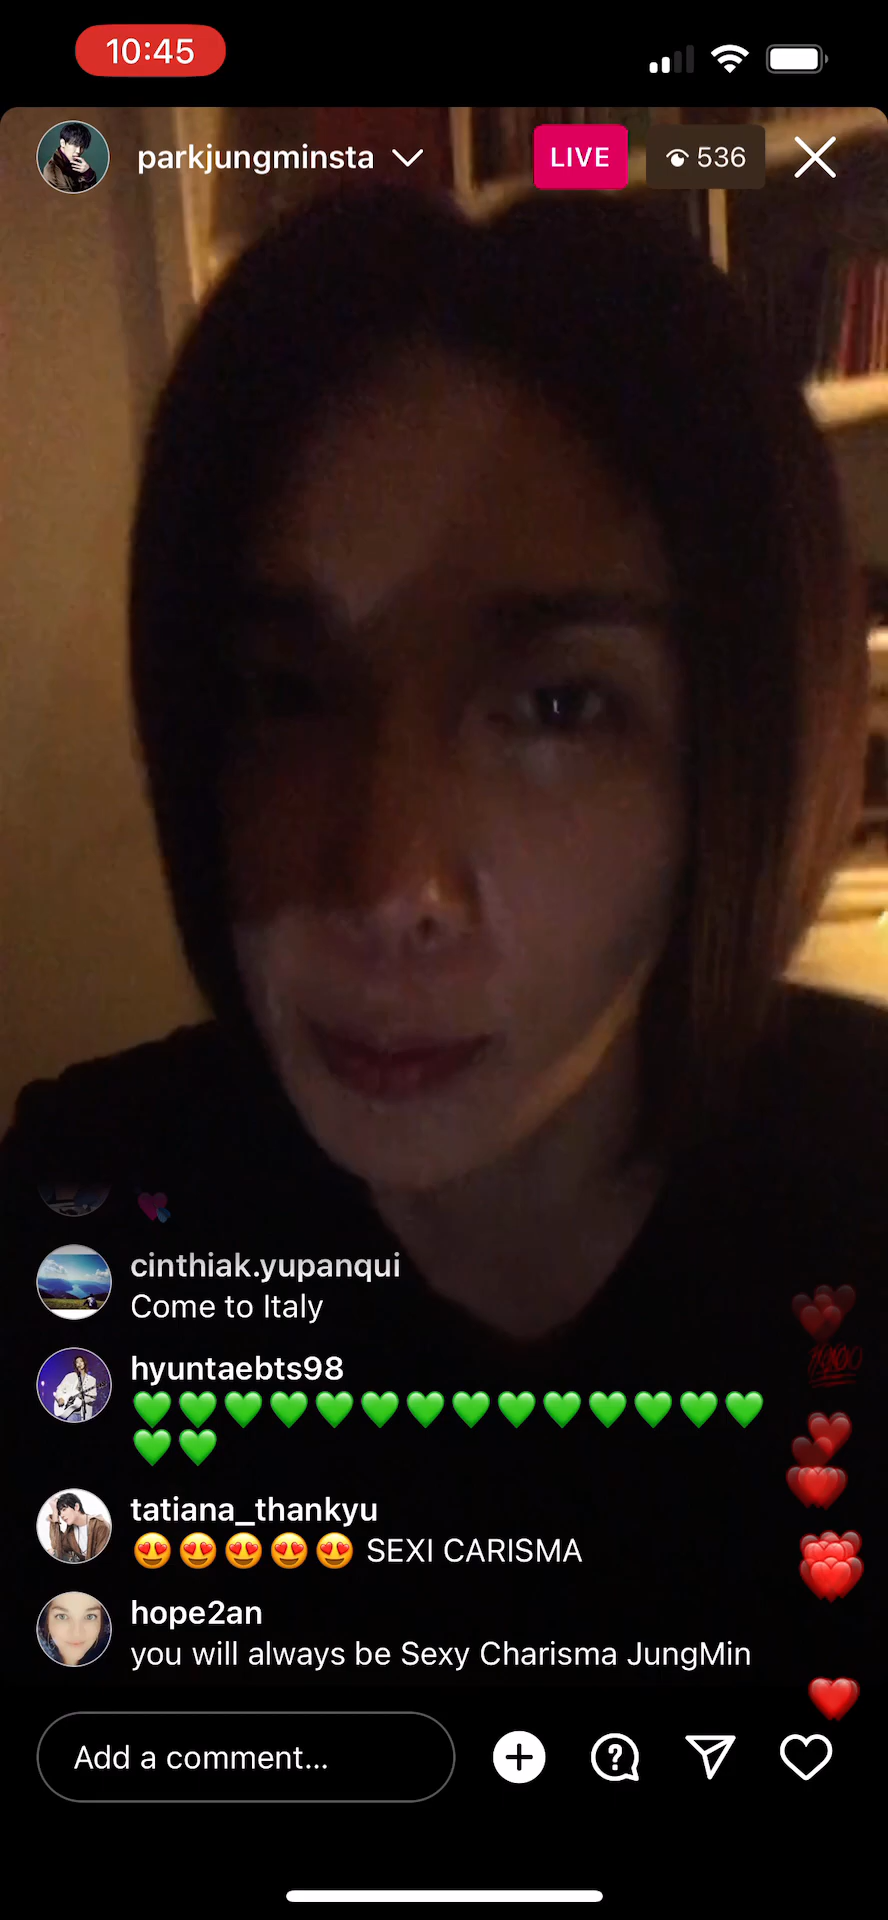 10:45
parkjungminsta
LIVE
536
cinthiak.yupanqui
Come to Italy
hyuntaebts98
💚💚💚💚💚💚💚💚💚💚💚💚💚💚
💚💚
tatiana_thankyu
😍😍😍😍😍 SEXI CARISMA
hope2an
you will always be Sexy Charisma JungMin
Add a comment...